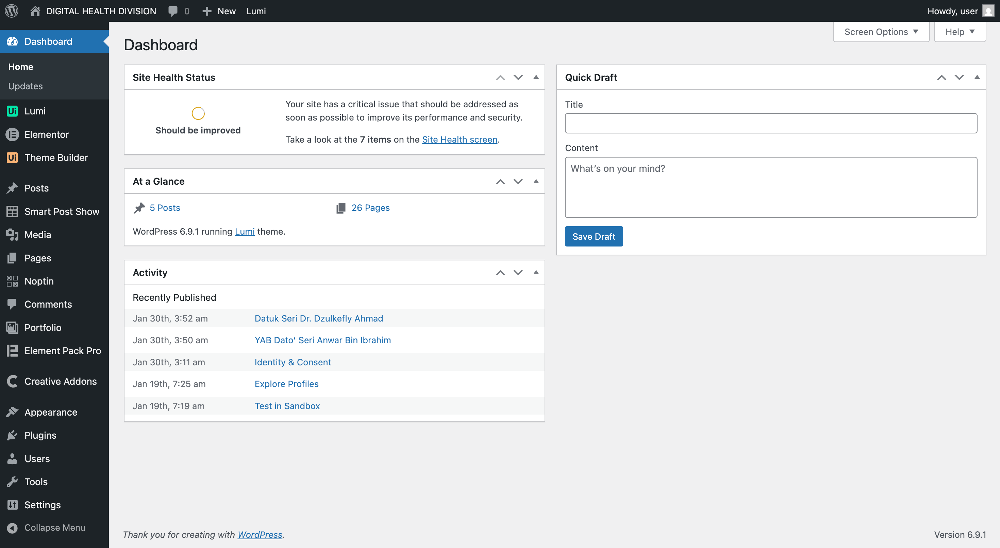 DIGITAL HEALTH DIVISION 0 New Lumi Howdy, user
Dashboard
Home
Updates
Ui Lumi
Elementor
Ui Theme Builder
Posts
Smart Post Show
Media
Pages
Noptin
Comments
Portfolio
Element Pack Pro
Creative Addons
Appearance
Plugins
Users
Tools
Settings
Collapse Menu
Screen Options Help
Dashboard
Site Health Status
Should be improved
Your site has a critical issue that should be addressed as
soon as possible to improve its performance and security.
Take a look at the 7 items on the Site Health screen.
At a Glance
5 Posts 26 Pages
WordPress 6.9.1 running Lumi theme.
Activity
Recently Published
Jan 30th, 3:52 am Datuk Seri Dr. Dzulkefly Ahmad
Jan 30th, 3:50 am YAB Dato’ Seri Anwar Bin Ibrahim
Jan 30th, 3:11 am Identity & Consent
Jan 19th, 7:25 am Explore Profiles
Jan 19th, 7:19 am Test in Sandbox
Quick Draft
Title
Content
What’s on your mind?
Save Draft
Thank you for creating with WordPress.
Version 6.9.1